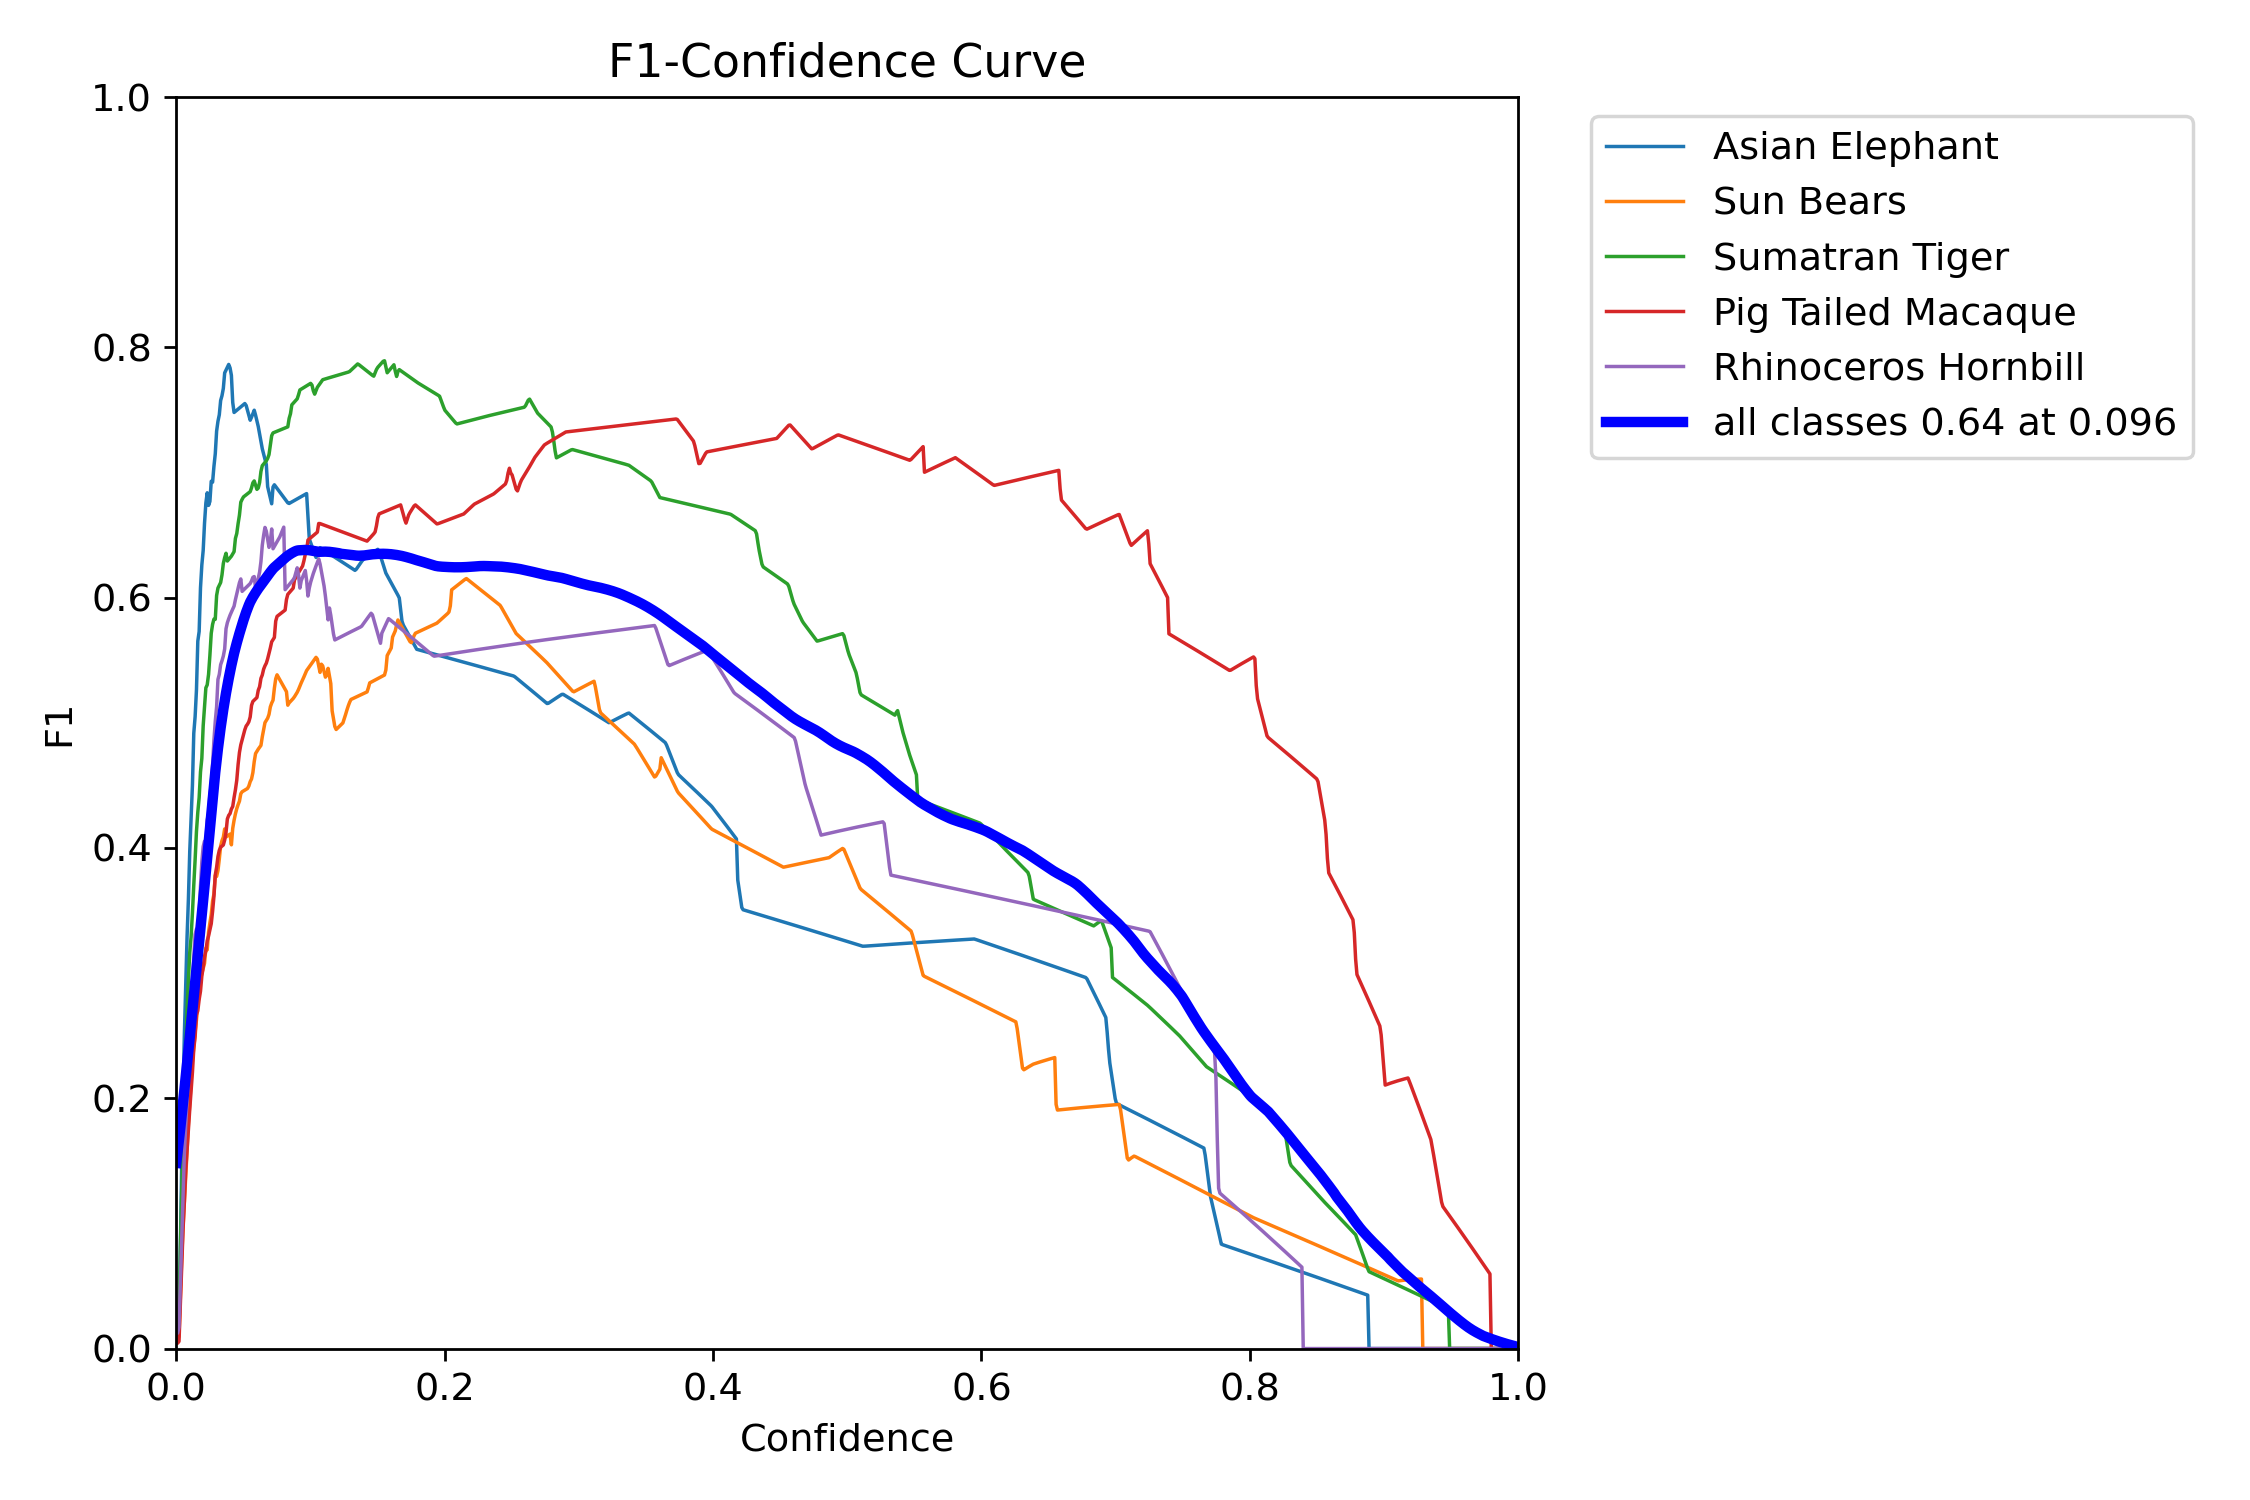 F1-Confidence Curve
1.0
0.8
0.6
0.4
0.2
0.0
F1
0.0 0.2 0.4 0.6 0.8 1.0
Confidence
Asian Elephant
Sun Bears
Sumatran Tiger
Pig Tailed Macaque
Rhinoceros Hornbill
all classes 0.64 at 0.096